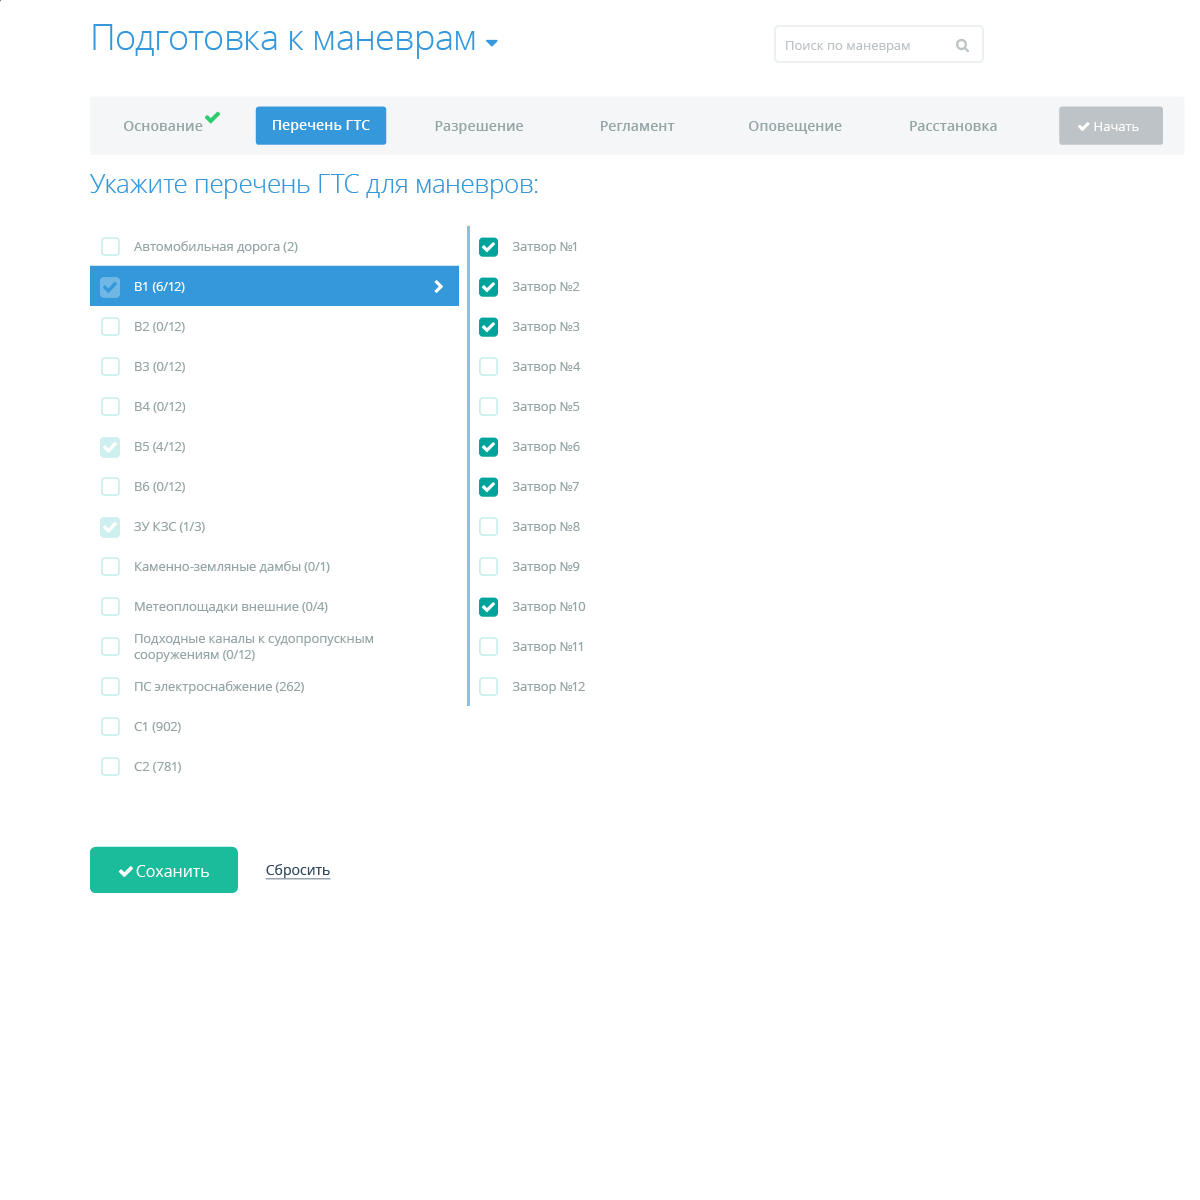 Подготовка к маневрам
Поиск по маневрам
Основание
Перечень ГТС
Разрешение
Регламент
Оповещение
Расстановка
Начать
Укажите перечень ГТС для маневров:
Автомобильная дорога (2)
В1 (6/12)
В2 (0/12)
В3 (0/12)
В4 (0/12)
В5 (4/12)
В6 (0/12)
ЗУ КЗС (1/3)
Каменно-земляные дамбы (0/1)
Метеоплощадки внешние (0/4)
Подходные каналы к судопропускным
сооружениям (0/12)
ПС электроснабжение (262)
С1 (902)
С2 (781)
Затвор №1
Затвор №2
Затвор №3
Затвор №4
Затвор №5
Затвор №6
Затвор №7
Затвор №8
Затвор №9
Затвор №10
Затвор №11
Затвор №12
Соханить
Сбросить